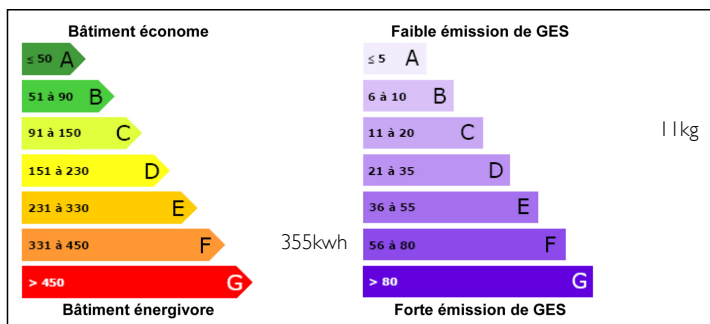 Bâtiment économe
≤ 50 A
51 à 90 B
91 à 150 C
151 à 230 D
231 à 330 E
331 à 450 F
355kwh
> 450 G
Bâtiment énergivore
Faible émission de GES
≤ 5 A
6 à 10 B
11 à 20 C
11kg
21 à 35 D
36 à 55 E
56 à 80 F
> 80 G
Forte émission de GES